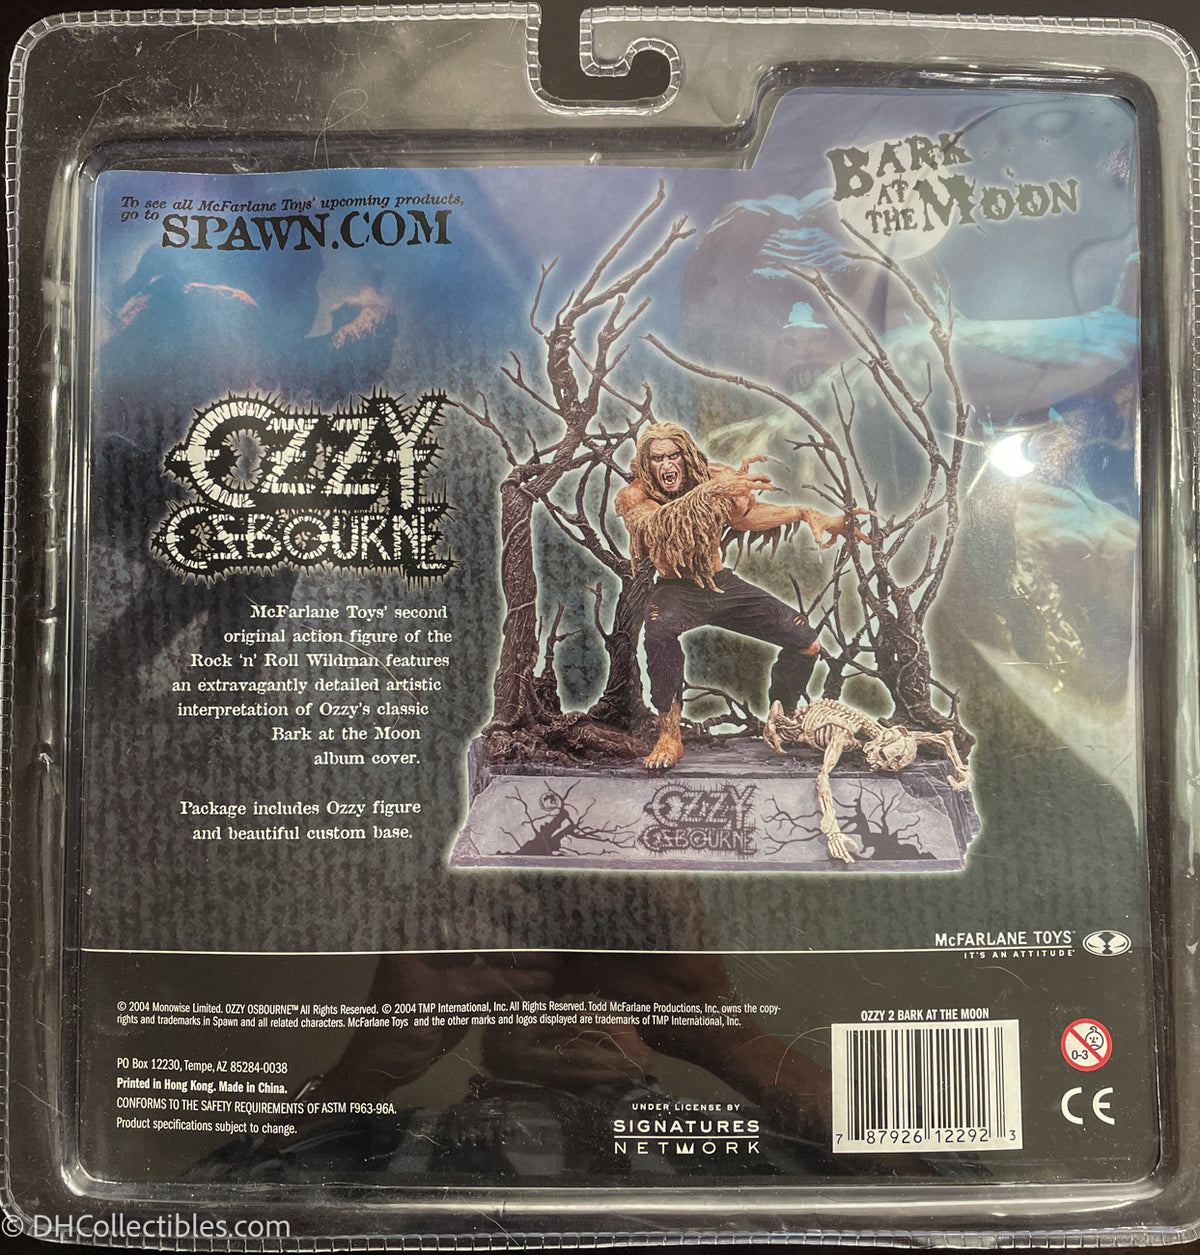 To see all McFarlane Toys' upcoming products,
go to SPAWN.COM
BARK
AT
THE MOON
OZZY
OSBOURNE
McFarlane Toys' second
original action figure of the
Rock 'n' Roll Wildman features
an extravagantly detailed artistic
interpretation of Ozzy's classic
Bark at the Moon
album cover.
Package includes Ozzy figure
and beautiful custom base.
OZZY
OSBOURNE
McFARLANE TOYS™
IT'S AN ATTITUDE®
© 2004 Monowise Limited. OZZY OSBOURNE™ All Rights Reserved. © 2004 TMP International, Inc. All Rights Reserved. Todd McFarlane Productions, Inc. owns the copy-
rights and trademarks in Spawn and all related characters. McFarlane Toys and the other marks and logos displayed are trademarks of TMP International, Inc.
PO Box 12230, Tempe, AZ 85284-0038
Printed in Hong Kong. Made in China.
CONFORMS TO THE SAFETY REQUIREMENTS OF ASTM F963-96A.
Product specifications subject to change.
UNDER LICENSE BY
SIGNATURES
NETWORK
OZZY 2 BARK AT THE MOON
7 87926 12292 3
0-3
CE
© DHCollectibles.com